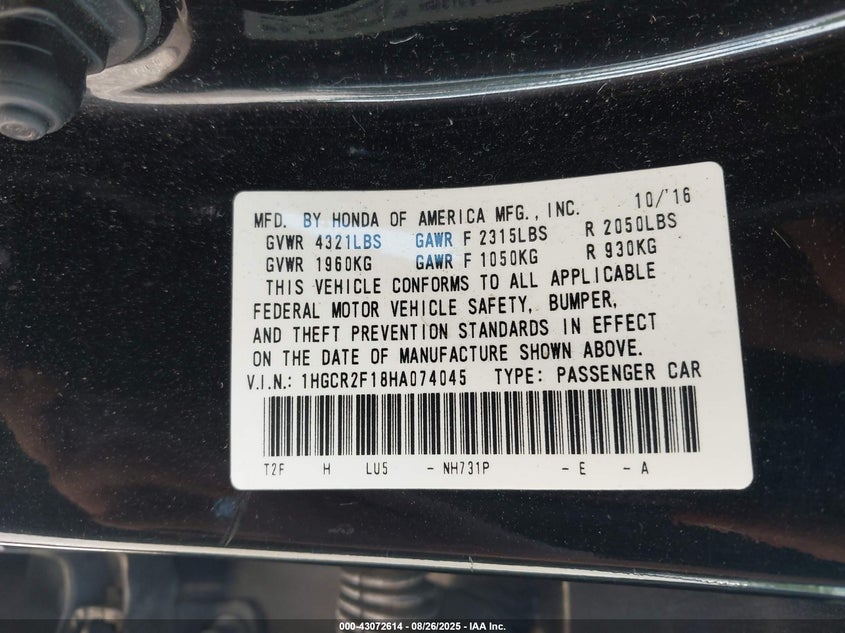 MFD. BY HONDA OF AMERICA MFG., INC. 10/'16
GVWR 4321LBS GAWR F 2315LBS R 2050LBS
GVWR 1960KG GAWR F 1050KG R 930KG
THIS VEHICLE CONFORMS TO ALL APPLICABLE
FEDERAL MOTOR VEHICLE SAFETY, BUMPER,
AND THEFT PREVENTION STANDARDS IN EFFECT
ON THE DATE OF MANUFACTURE SHOWN ABOVE.
V.I.N.: 1HGCR2F18HA074045 TYPE: PASSENGER CAR
T2F H LU5 - NH731P - E - A
000-43072614 - 08/26/2025 - IAA Inc.